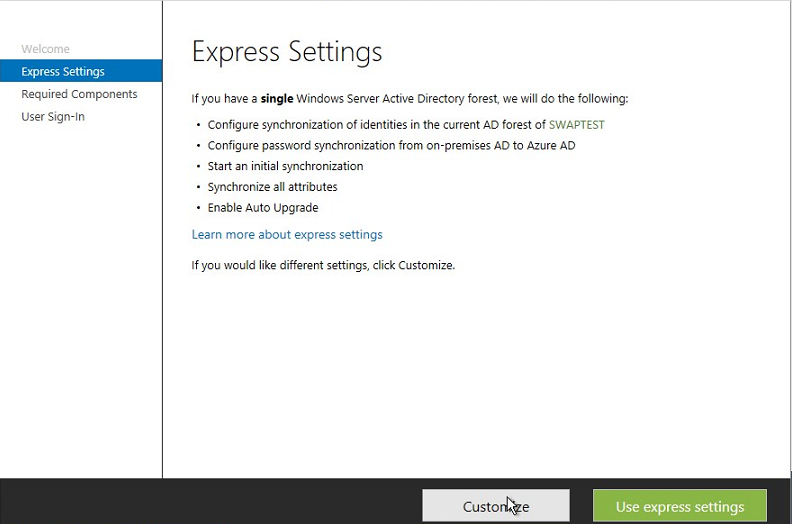 Welcome
Express Settings
Required Components
User Sign-In
Express Settings
If you have a single Windows Server Active Directory forest, we will do the following:
• Configure synchronization of identities in the current AD forest of SWAPTEST
• Configure password synchronization from on-premises AD to Azure AD
• Start an initial synchronization
• Synchronize all attributes
• Enable Auto Upgrade
Learn more about express settings
If you would like different settings, click Customize.
Customize
Use express settings